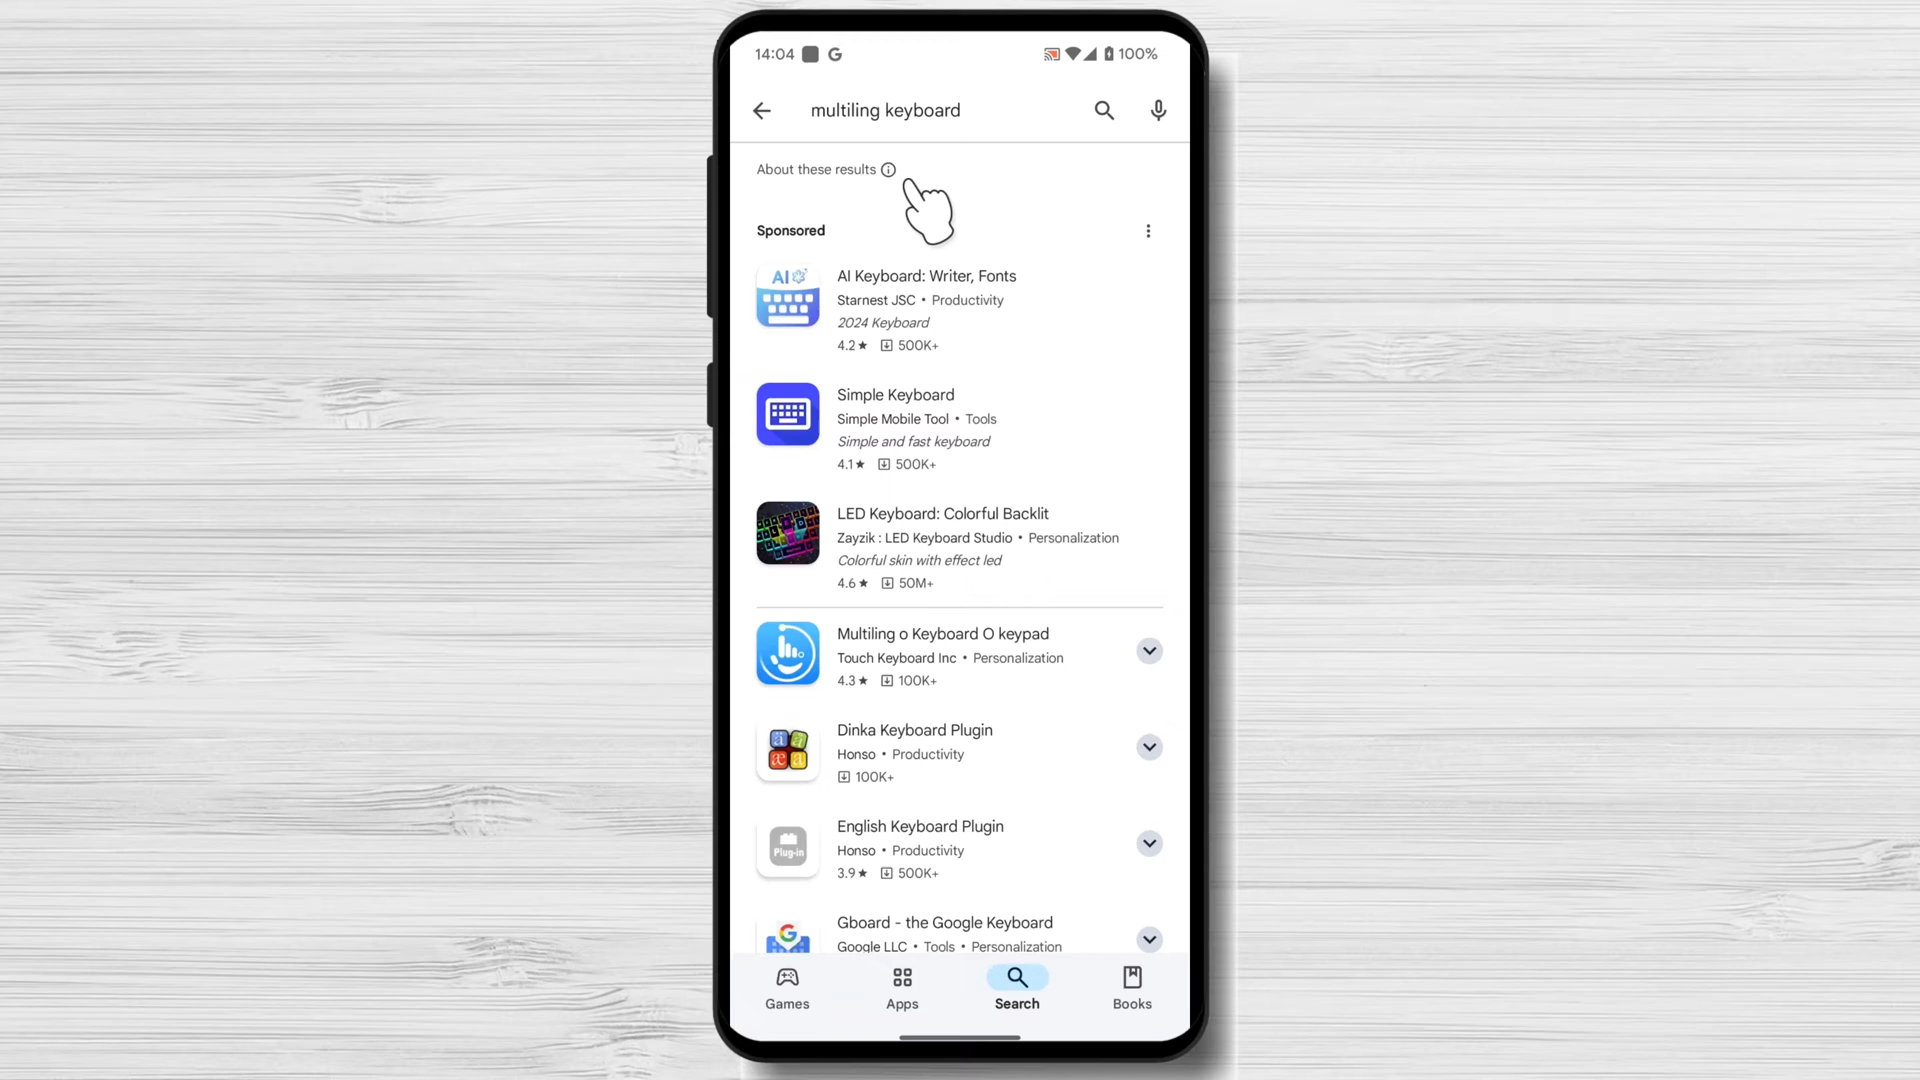 14:04 G 100%
multiling keyboard
About these results
Sponsored
AI
AI Keyboard: Writer, Fonts
Starnest JSC • Productivity
2024 Keyboard
4.2★ 500K+
Simple Keyboard
Simple Mobile Tool • Tools
Simple and fast keyboard
4.1★ 500K+
LED Keyboard: Colorful Backlit
Zayzik : LED Keyboard Studio • Personalization
Colorful skin with effect led
4.6★ 50M+
Multiling o Keyboard O keypad
Touch Keyboard Inc • Personalization
4.3★ 100K+
Dinka Keyboard Plugin
Honso • Productivity
100K+
English Keyboard Plugin
Plug-in
Honso • Productivity
3.9★ 500K+
Gboard - the Google Keyboard
G
Google LLC • Tools • Personalization
Games Apps Search Books